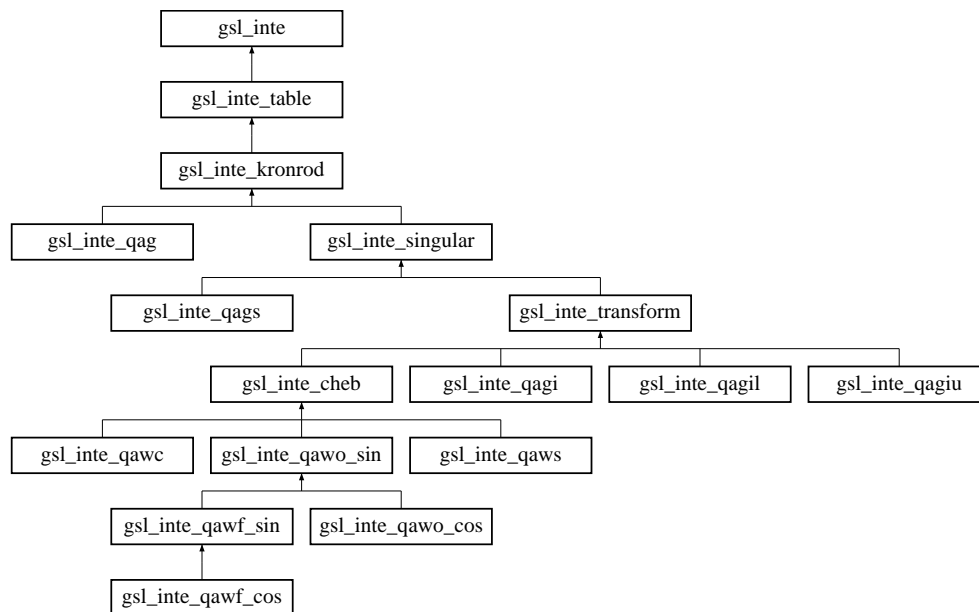 gsl_inte
gsl_inte_table
gsl_inte_kronrod
gsl_inte_qag
gsl_inte_singular
gsl_inte_qags
gsl_inte_transform
gsl_inte_cheb
gsl_inte_qagi
gsl_inte_qagil
gsl_inte_qagiu
gsl_inte_qawc
gsl_inte_qawo_sin
gsl_inte_qaws
gsl_inte_qawf_sin
gsl_inte_qawo_cos
gsl_inte_qawf_cos